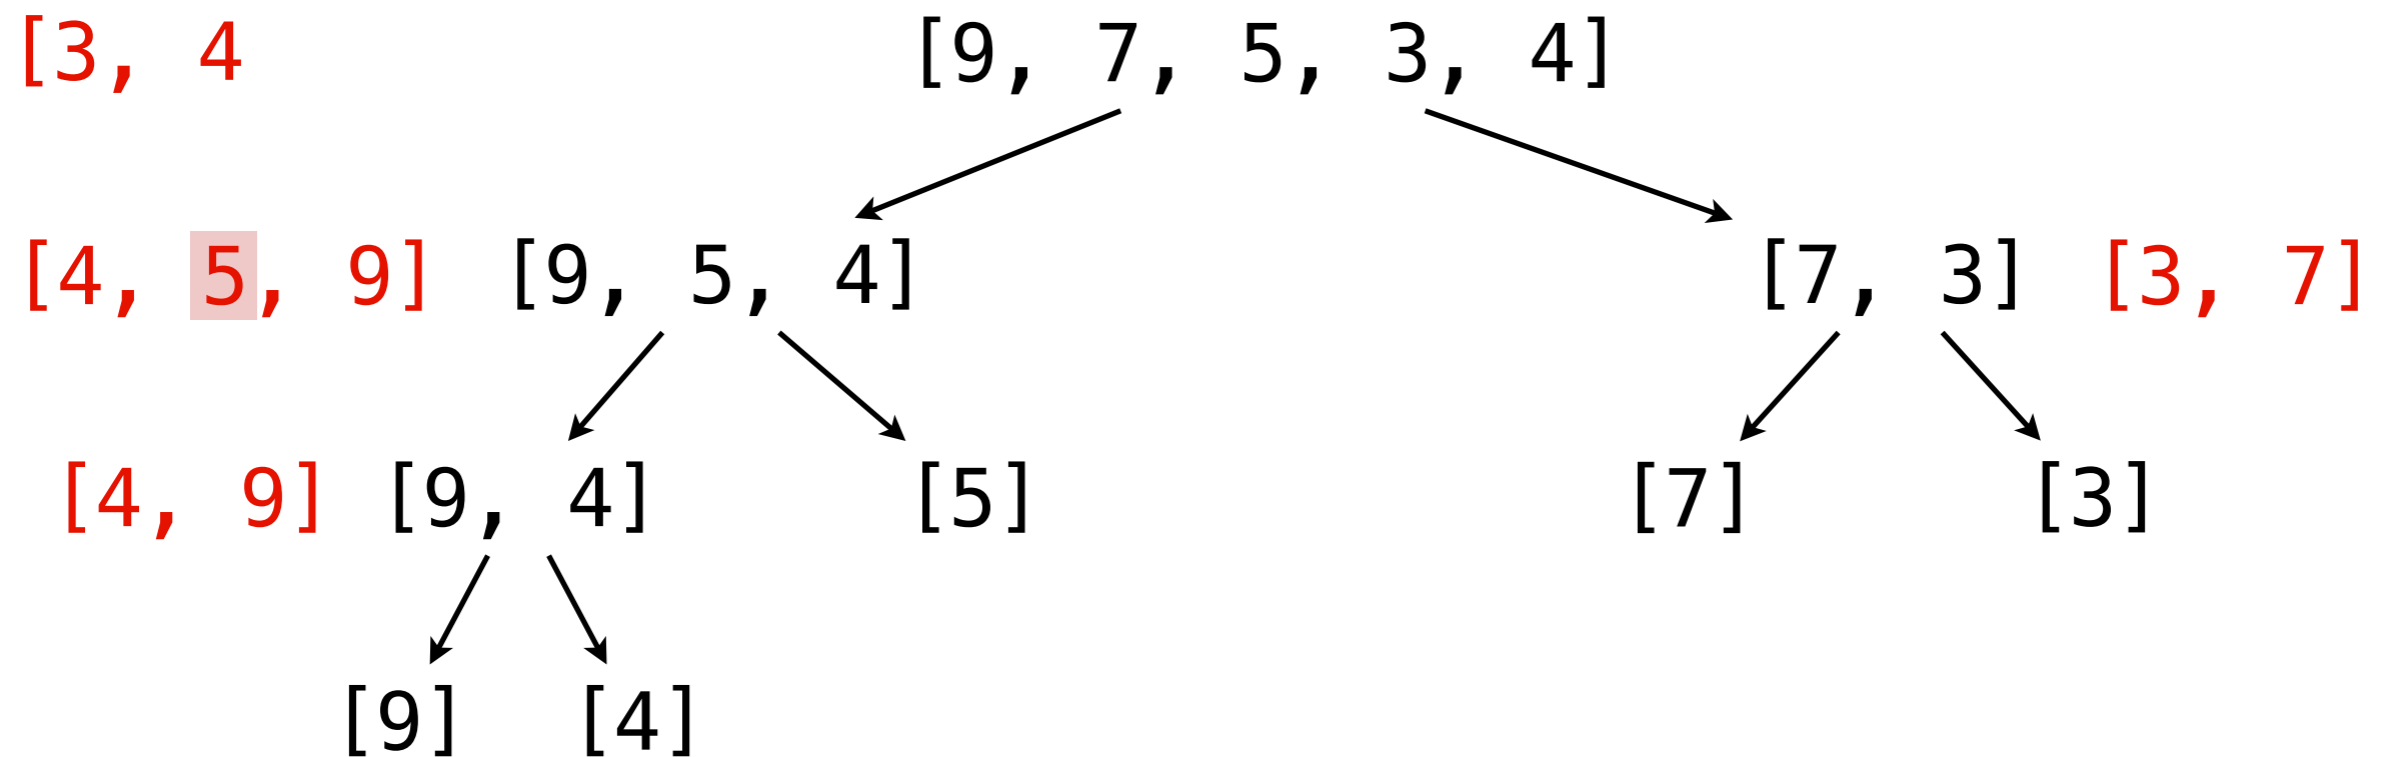 [3, 4 [9, 7, 5, 3, 4]
[4, 5, 9] [9, 5, 4] [7, 3] [3, 7]
[4, 9] [9, 4] [5] [7] [3]
[9] [4]